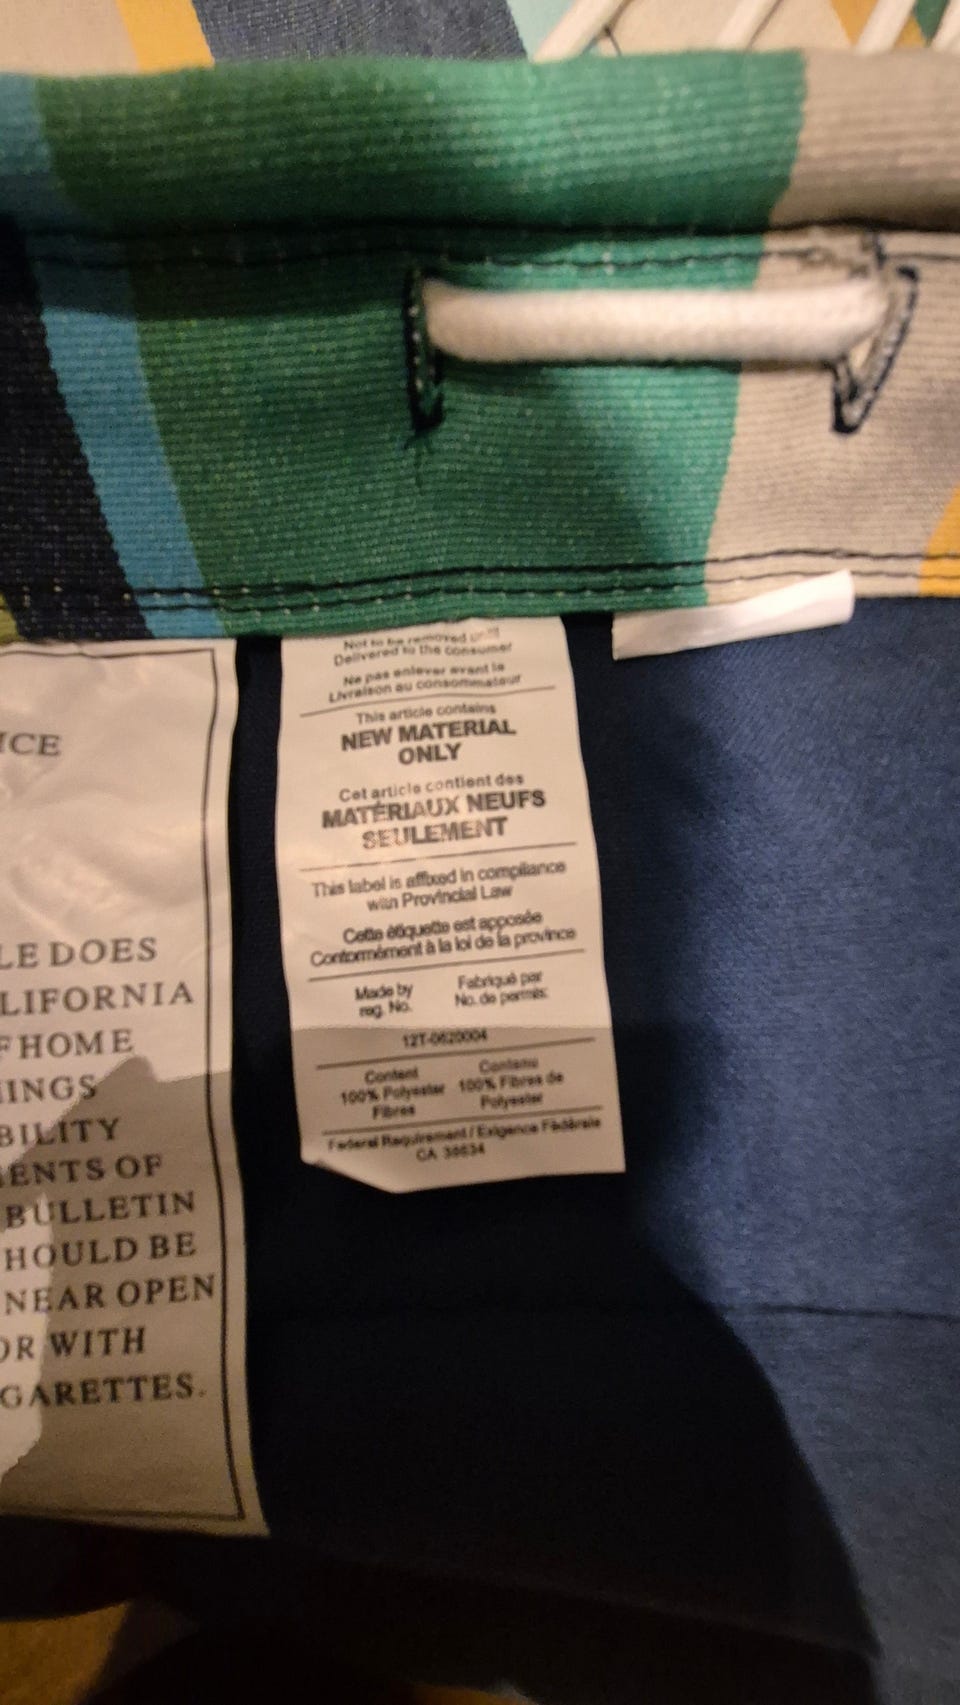 ICE
LE DOES
LIFORNIA
F HOME
INGS
BILITY
ENTS OF
BULLETIN
HOULD BE
NEAR OPEN
OR WITH
GARETTES.
Not to be removed until
Delivered to the consumer
Ne pas enlever avant la
Livraison au consommateur
This article contains
NEW MATERIAL
ONLY
Cet article contient des
MATÉRIAUX NEUFS
SEULEMENT
This label is affixed in compliance
with Provincial Law
Cette étiquette est apposée
Conformément à la loi de la province
Made by
reg. No.
Fabriqué par
No. de permis:
12T-0620004
Content
100% Polyester
Fibres
Contenu
100% Fibres de
Polyester
Federal Requirement / Exigence Fédérale
CA 36634